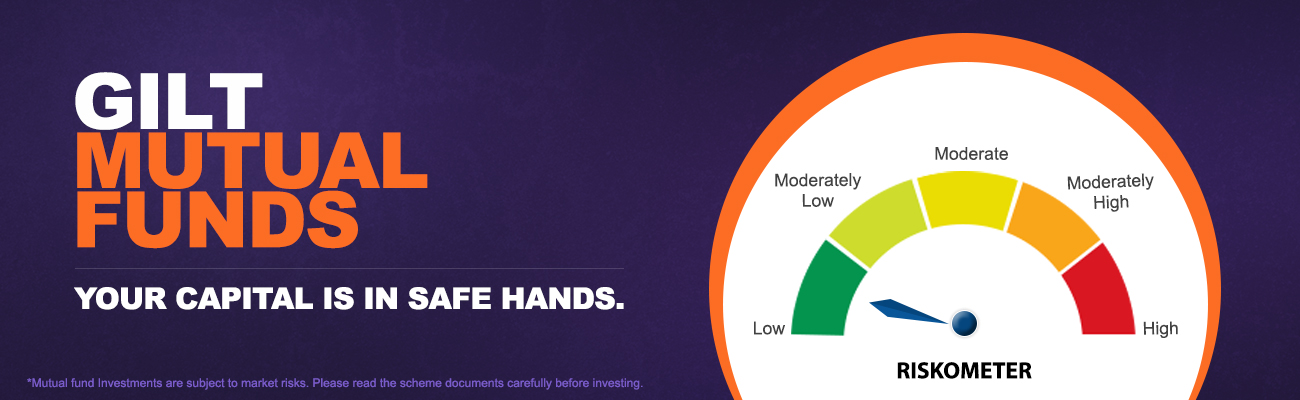 GILT
MUTUAL
FUNDS
YOUR CAPITAL IS IN SAFE HANDS.
*Mutual fund Investments are subject to market risks. Please read the scheme documents carefully before investing.
Moderate
Moderately
Low
Moderately
High
Low
High
RISKOMETER